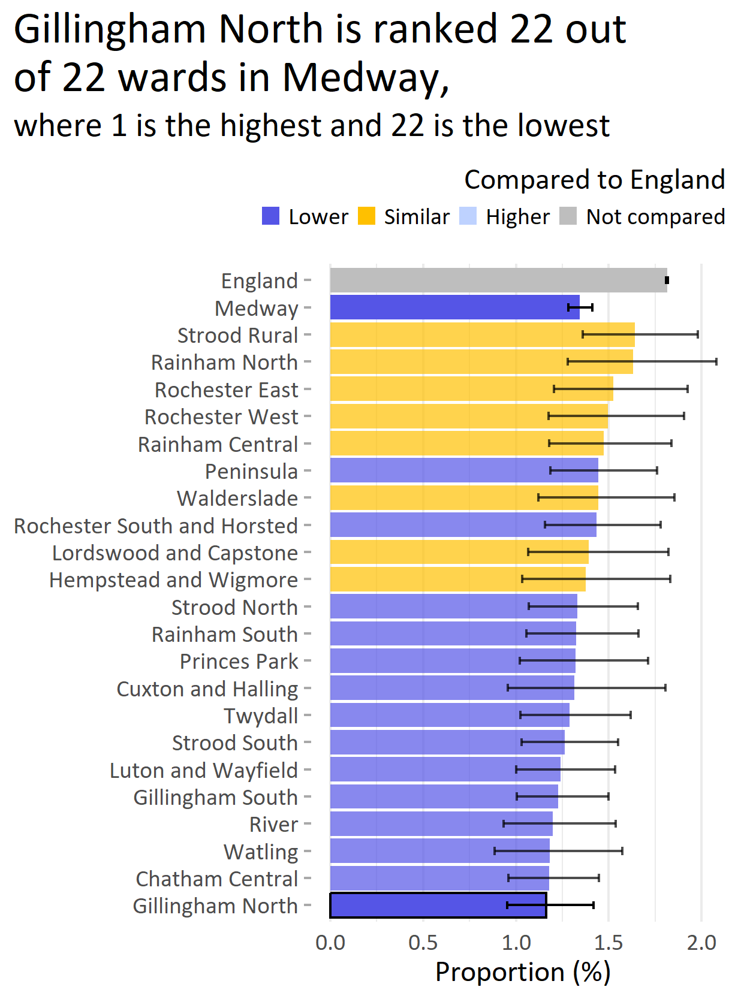 Gillingham North is ranked 22 out
of 22 wards in Medway,
where 1 is the highest and 22 is the lowest
Compared to England
Lower Similar Higher Not compared
England
Medway
Strood Rural
Rainham North
Rochester East
Rochester West
Rainham Central
Peninsula
Walderslade
Rochester South and Horsted
Lordswood and Capstone
Hempstead and Wigmore
Strood North
Rainham South
Princes Park
Cuxton and Halling
Twydall
Strood South
Luton and Wayfield
Gillingham South
River
Watling
Chatham Central
Gillingham North
0.0 0.5 1.0 1.5 2.0
Proportion (%)